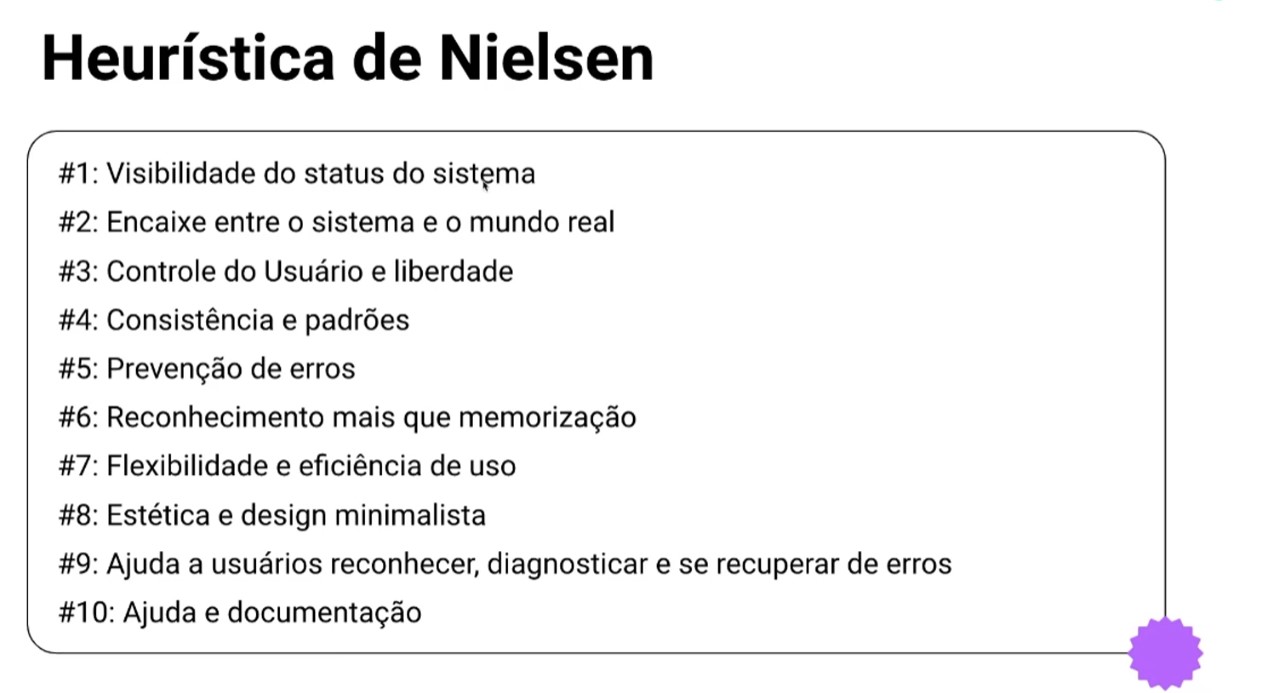 Heurística de Nielsen
#1: Visibilidade do status do sistema
#2: Encaixe entre o sistema e o mundo real
#3: Controle do Usuário e liberdade
#4: Consistência e padrões
#5: Prevenção de erros
#6: Reconhecimento mais que memorização
#7: Flexibilidade e eficiência de uso
#8: Estética e design minimalista
#9: Ajuda a usuários reconhecer, diagnosticar e se recuperar de erros
#10: Ajuda e documentação